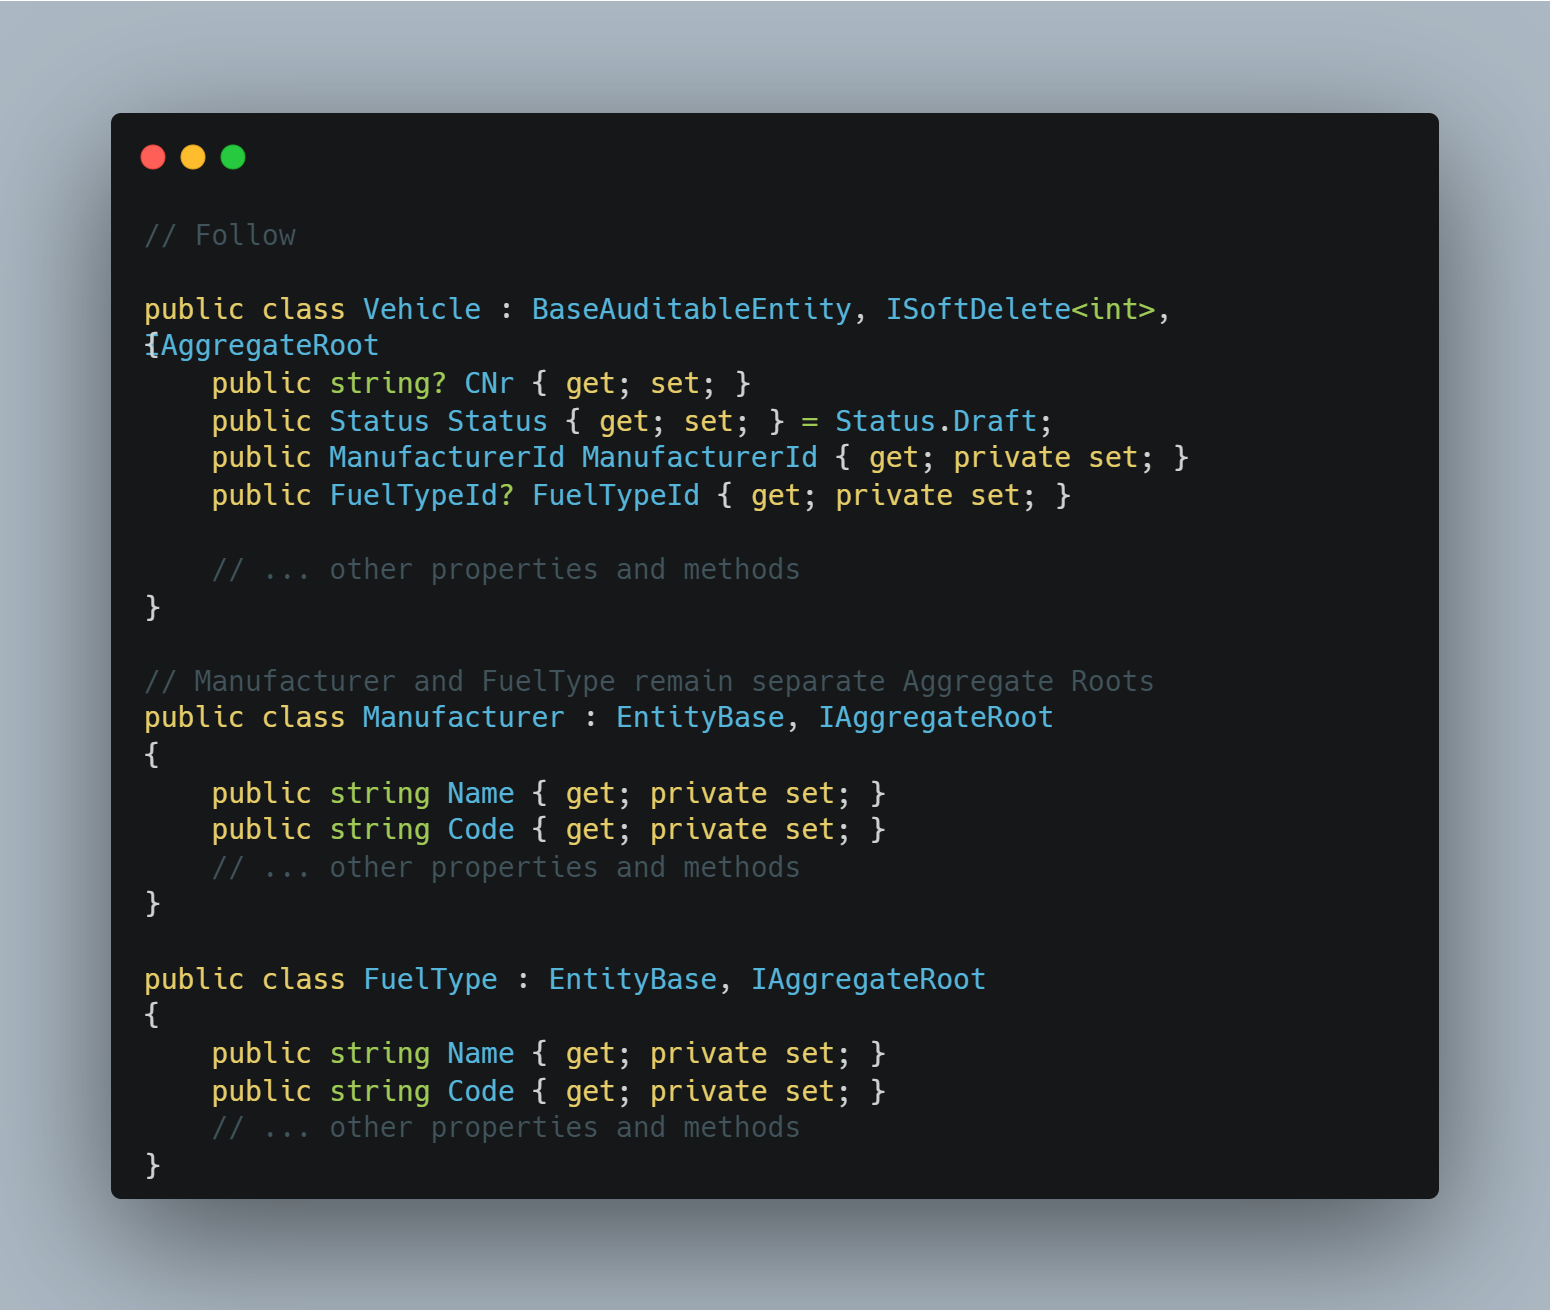 // Follow
public class Vehicle : BaseAuditableEntity, ISoftDelete<int>,
IAggregateRoot
{
    public string? CNr { get; set; }
    public Status Status { get; set; } = Status.Draft;
    public ManufacturerId ManufacturerId { get; private set; }
    public FuelTypeId? FuelTypeId { get; private set; }
    // ... other properties and methods
}
// Manufacturer and FuelType remain separate Aggregate Roots
public class Manufacturer : EntityBase, IAggregateRoot
{
    public string Name { get; private set; }
    public string Code { get; private set; }
    // ... other properties and methods
}
public class FuelType : EntityBase, IAggregateRoot
{
    public string Name { get; private set; }
    public string Code { get; private set; }
    // ... other properties and methods
}